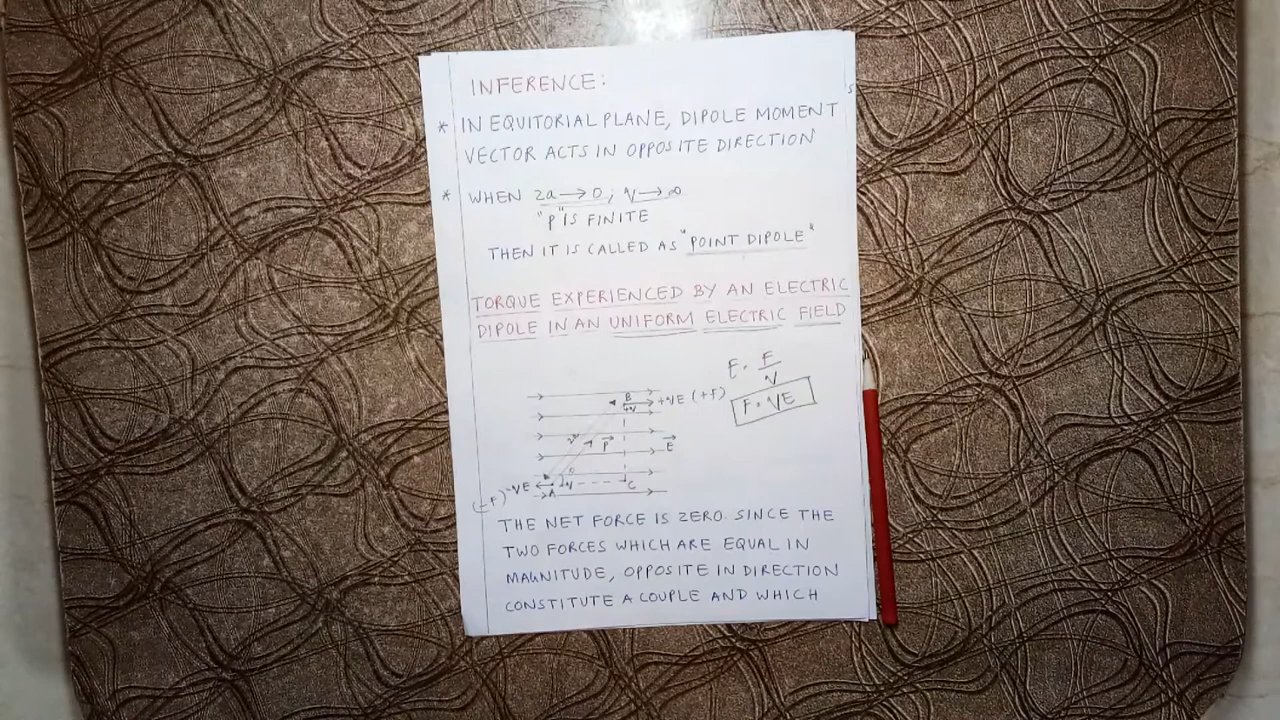 INFERENCE:
* IN EQUITORIAL PLANE, DIPOLE MOMENT
VECTOR ACTS IN OPPOSITE DIRECTION
* WHEN 2a → 0; q → ∞
"P" IS FINITE
THEN IT IS CALLED AS "POINT DIPOLE"
TORQUE EXPERIENCED BY AN ELECTRIC
DIPOLE IN AN UNIFORM ELECTRIC FIELD
E = F/q
F = qE
B
+qE (+F)
+q
P
E
(-F) -qE
A
-q
C
THE NET FORCE IS ZERO. SINCE THE
TWO FORCES WHICH ARE EQUAL IN
MAGNITUDE, OPPOSITE IN DIRECTION
CONSTITUTE A COUPLE AND WHICH